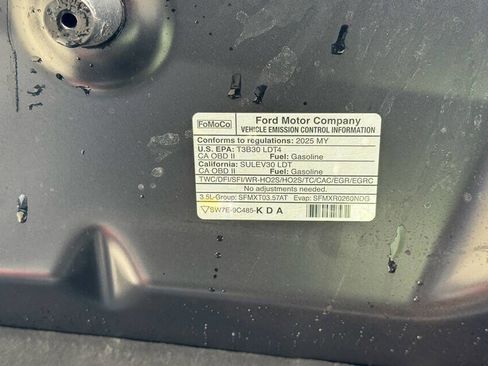 FoMoCo Ford Motor Company
VEHICLE EMISSION CONTROL INFORMATION
Conforms to regulations: 2025 MY
U.S. EPA: T3B30 LDT4
CA OBD II Fuel: Gasoline
California: SULEV30 LDT
CA OBD II Fuel: Gasoline
TWC/DFI/SFI/WR-HO2S/HO2S/TC/CAC/EGR/EGRC
No adjustments needed.
3.5L-Group: SFMXT03.57AT Evap: SFMXR0260NDG
SW7E-9C485-KDA